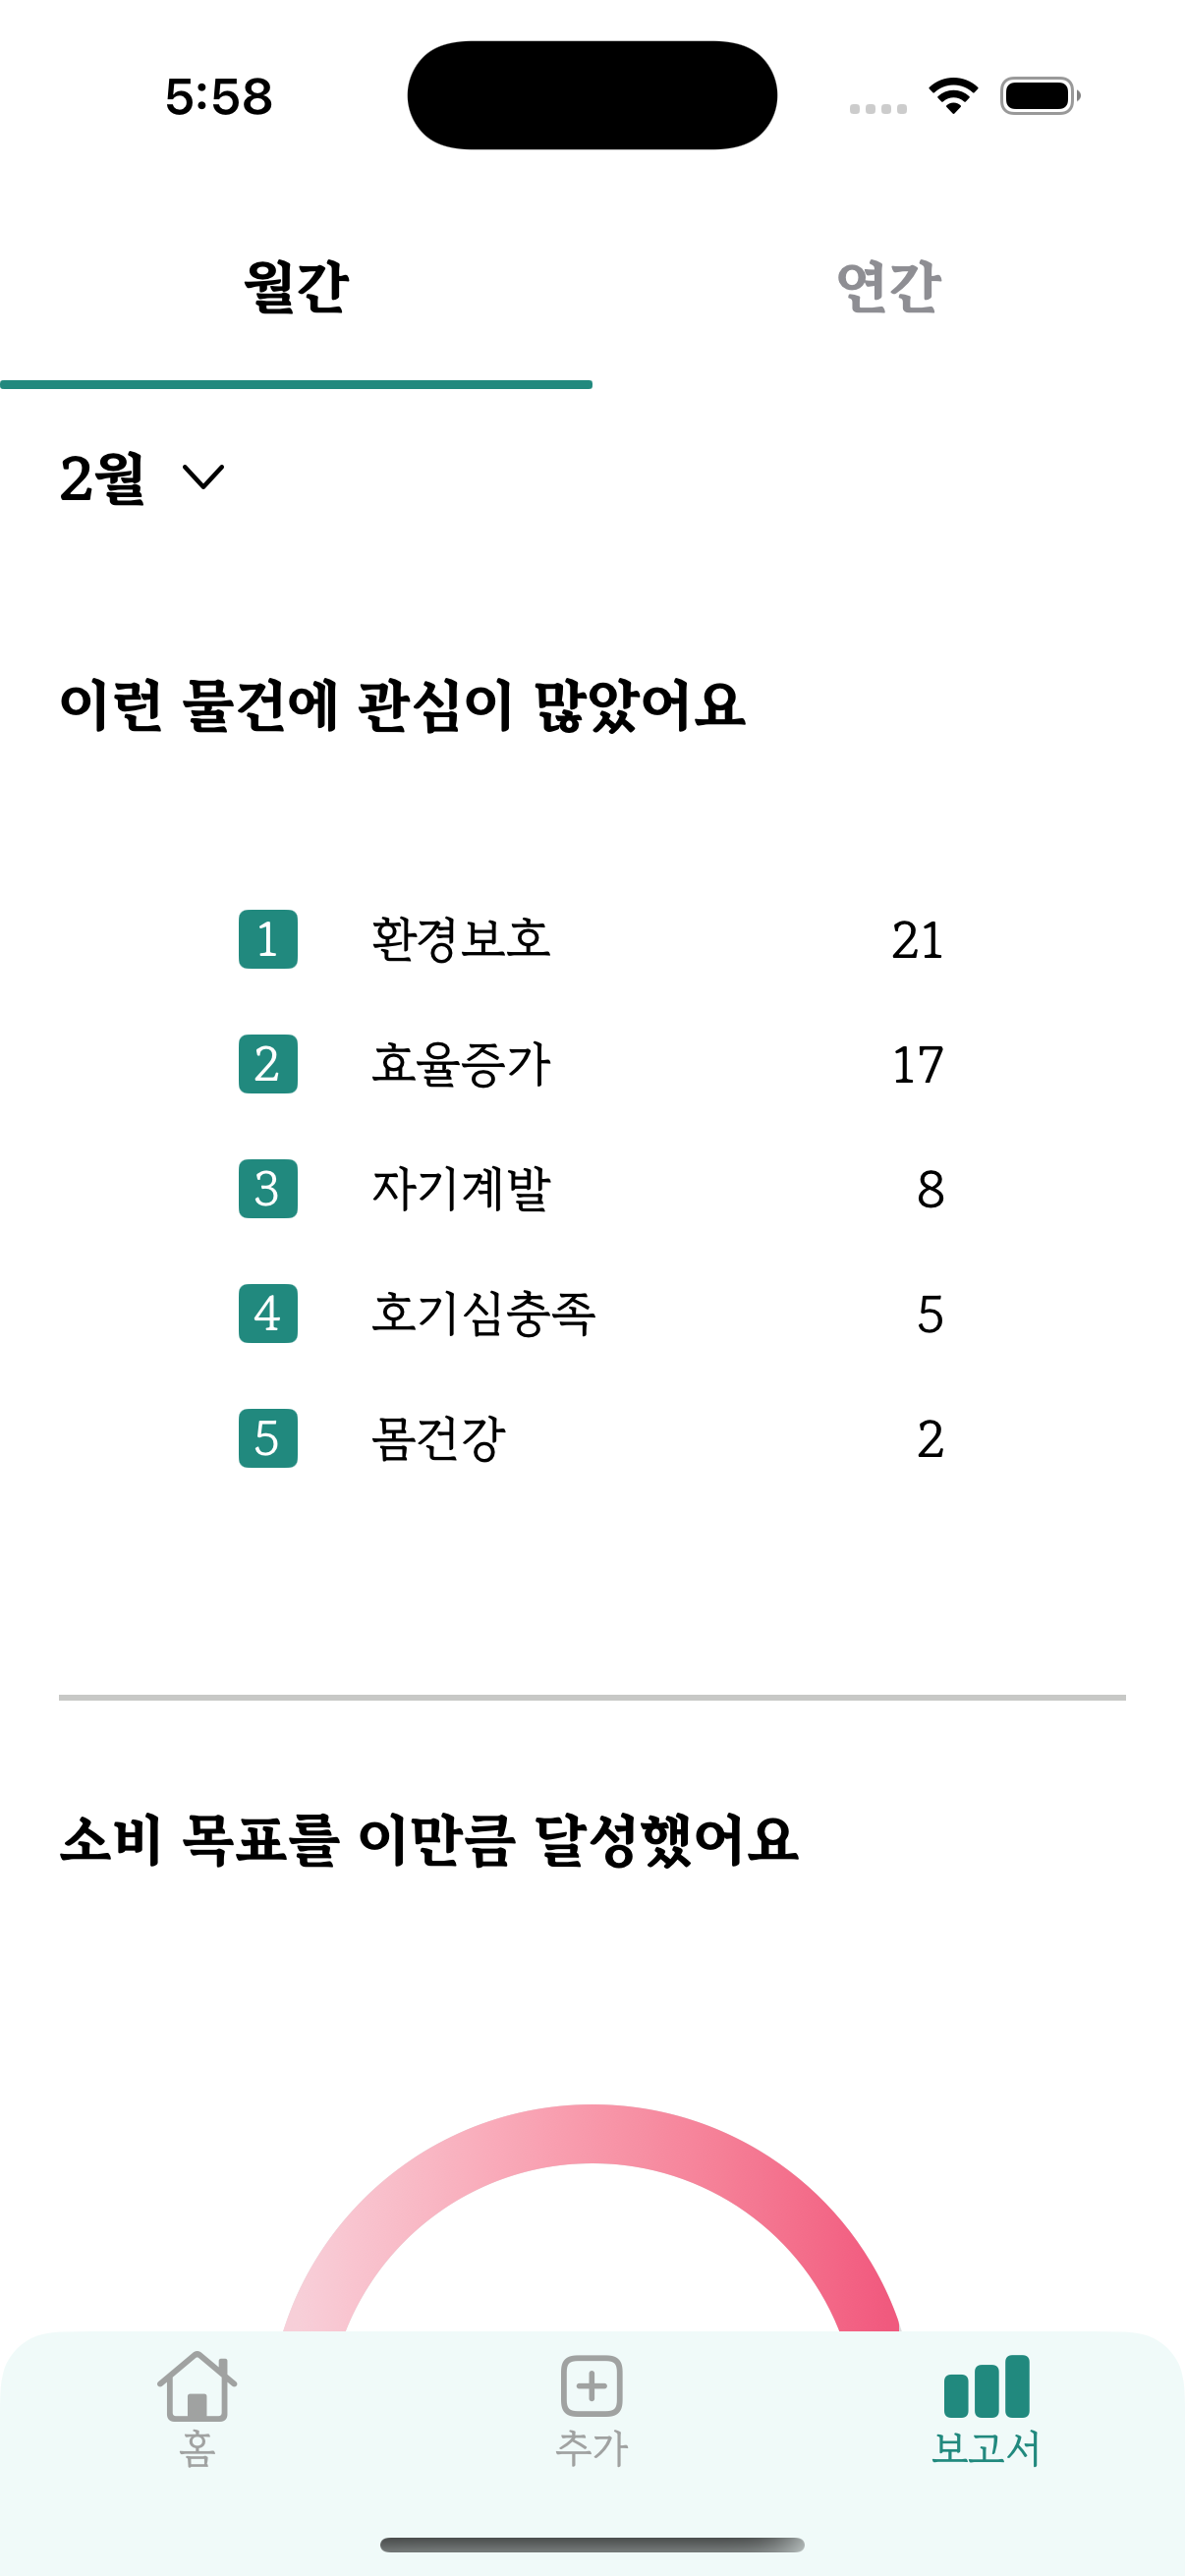 5:58
월간 연간
2월
이런 물건에 관심이 많았어요
1 환경보호 21
2 효율증가 17
3 자기계발 8
4 호기심충족 5
5 몸건강 2
소비 목표를 이만큼 달성했어요
홈 추가 보고서